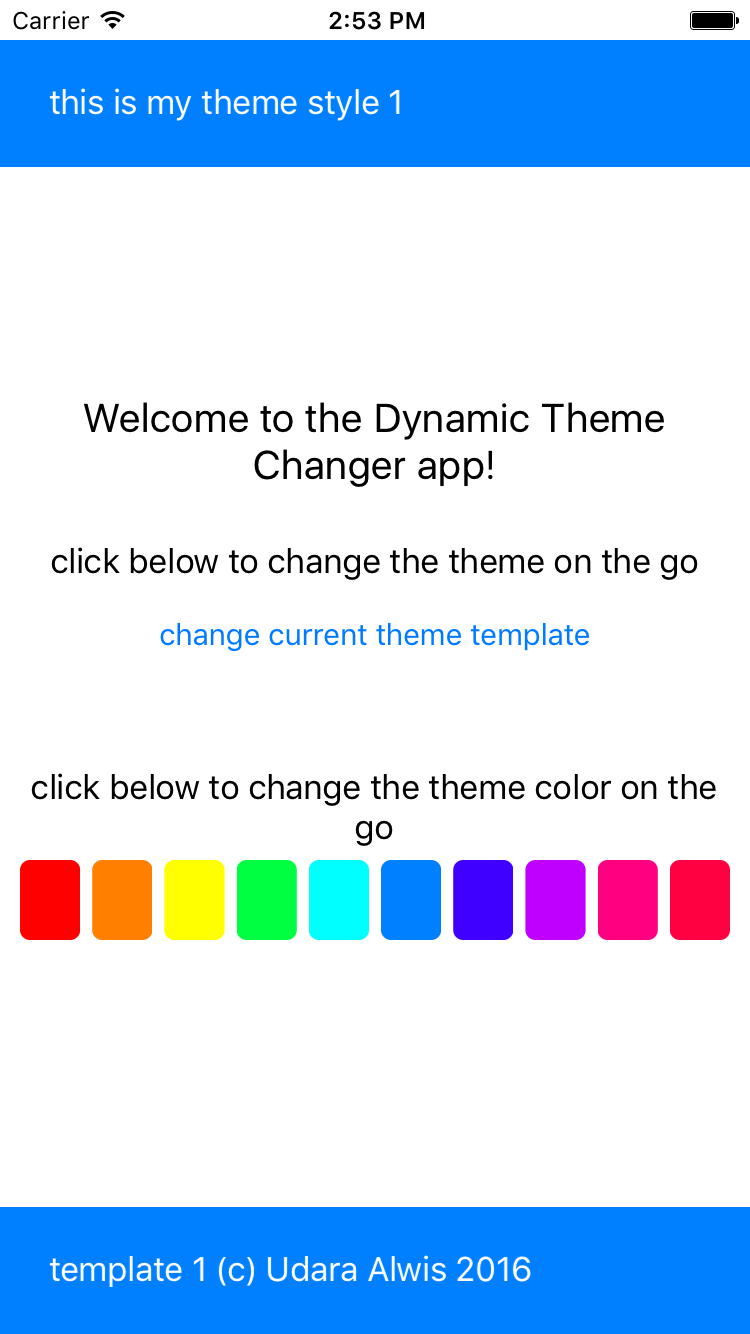 Carrier 2:53 PM
this is my theme style 1
Welcome to the Dynamic Theme
Changer app!
click below to change the theme on the go
change current theme template
click below to change the theme color on the
go
template 1 (c) Udara Alwis 2016